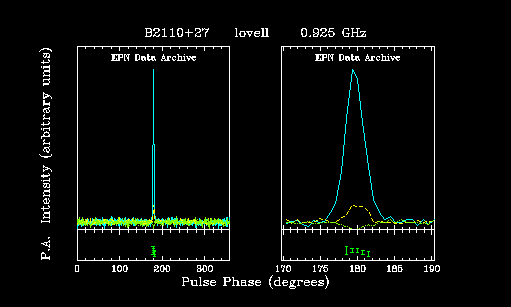 B2110+27 lovell 0.925 GHz
EPN Data Archive EPN Data Archive
P.A. Intensity (arbitrary units)
0 100 200 300 170 175 180 185 190
Pulse Phase (degrees)